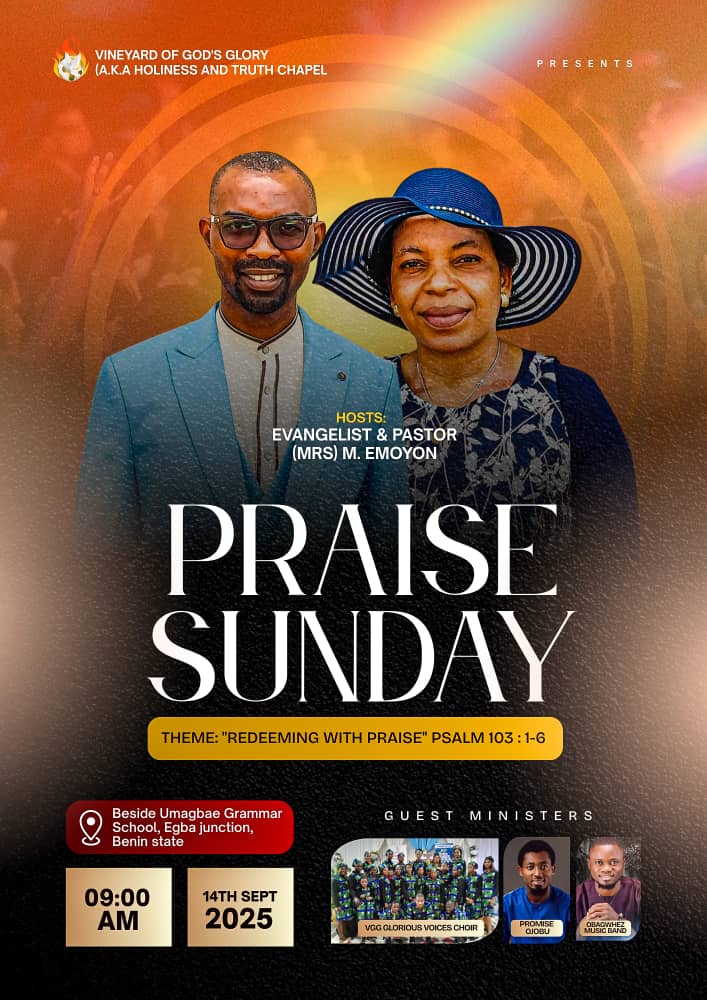 VINEYARD OF GOD'S GLORY
(A.K.A HOLINESS AND TRUTH CHAPEL
PRESENTS
HOSTS:
EVANGELIST & PASTOR
(MRS) M. EMOYON
PRAISE
SUNDAY
THEME: "REDEEMING WITH PRAISE" PSALM 103 : 1-6
Beside Umagbae Grammar
School, Egba junction,
Benin state
09:00
AM
14TH SEPT
2025
GUEST MINISTERS
VGG GLORIOUS VOICES CHOIR
PROMISE
OJOBU
OBAGWHEZ
MUSIC BAND